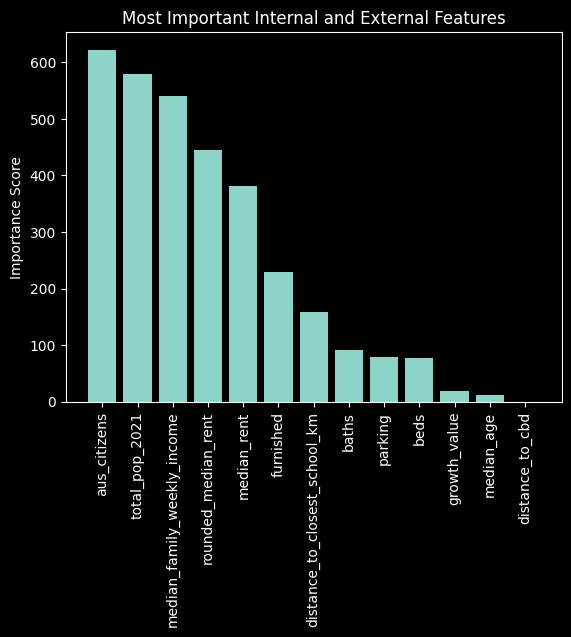 Most Important Internal and External Features
Importance Score
600
500
400
300
200
100
0
aus_citizens
total_pop_2021
median_family_weekly_income
rounded_median_rent
median_rent
furnished
distance_to_closest_school_km
baths
parking
beds
growth_value
median_age
distance_to_cbd